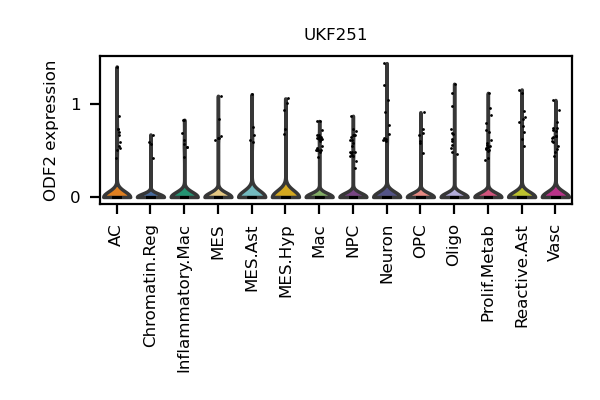 UKF251
ODF2 expression
1
0
AC
Chromatin.Reg
Inflammatory.Mac
MES
MES.Ast
MES.Hyp
Mac
NPC
Neuron
OPC
Oligo
Prolif.Metab
Reactive.Ast
Vasc